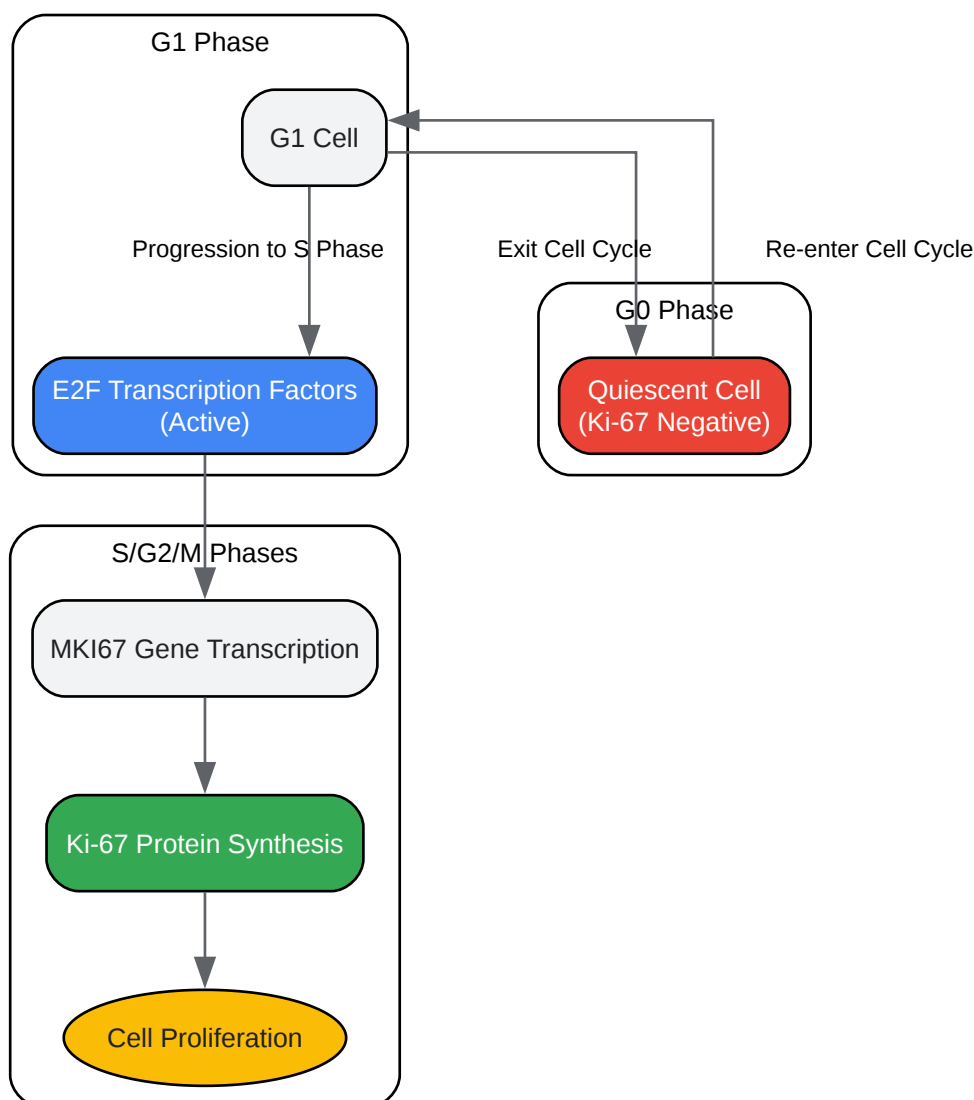 G1 Phase
G1 Cell
Progression to S Phase
Exit Cell Cycle
Re-enter Cell Cycle
G0 Phase
E2F Transcription Factors
(Active)
Quiescent Cell
(Ki-67 Negative)
S/G2/M Phases
MKI67 Gene Transcription
Ki-67 Protein Synthesis
Cell Proliferation